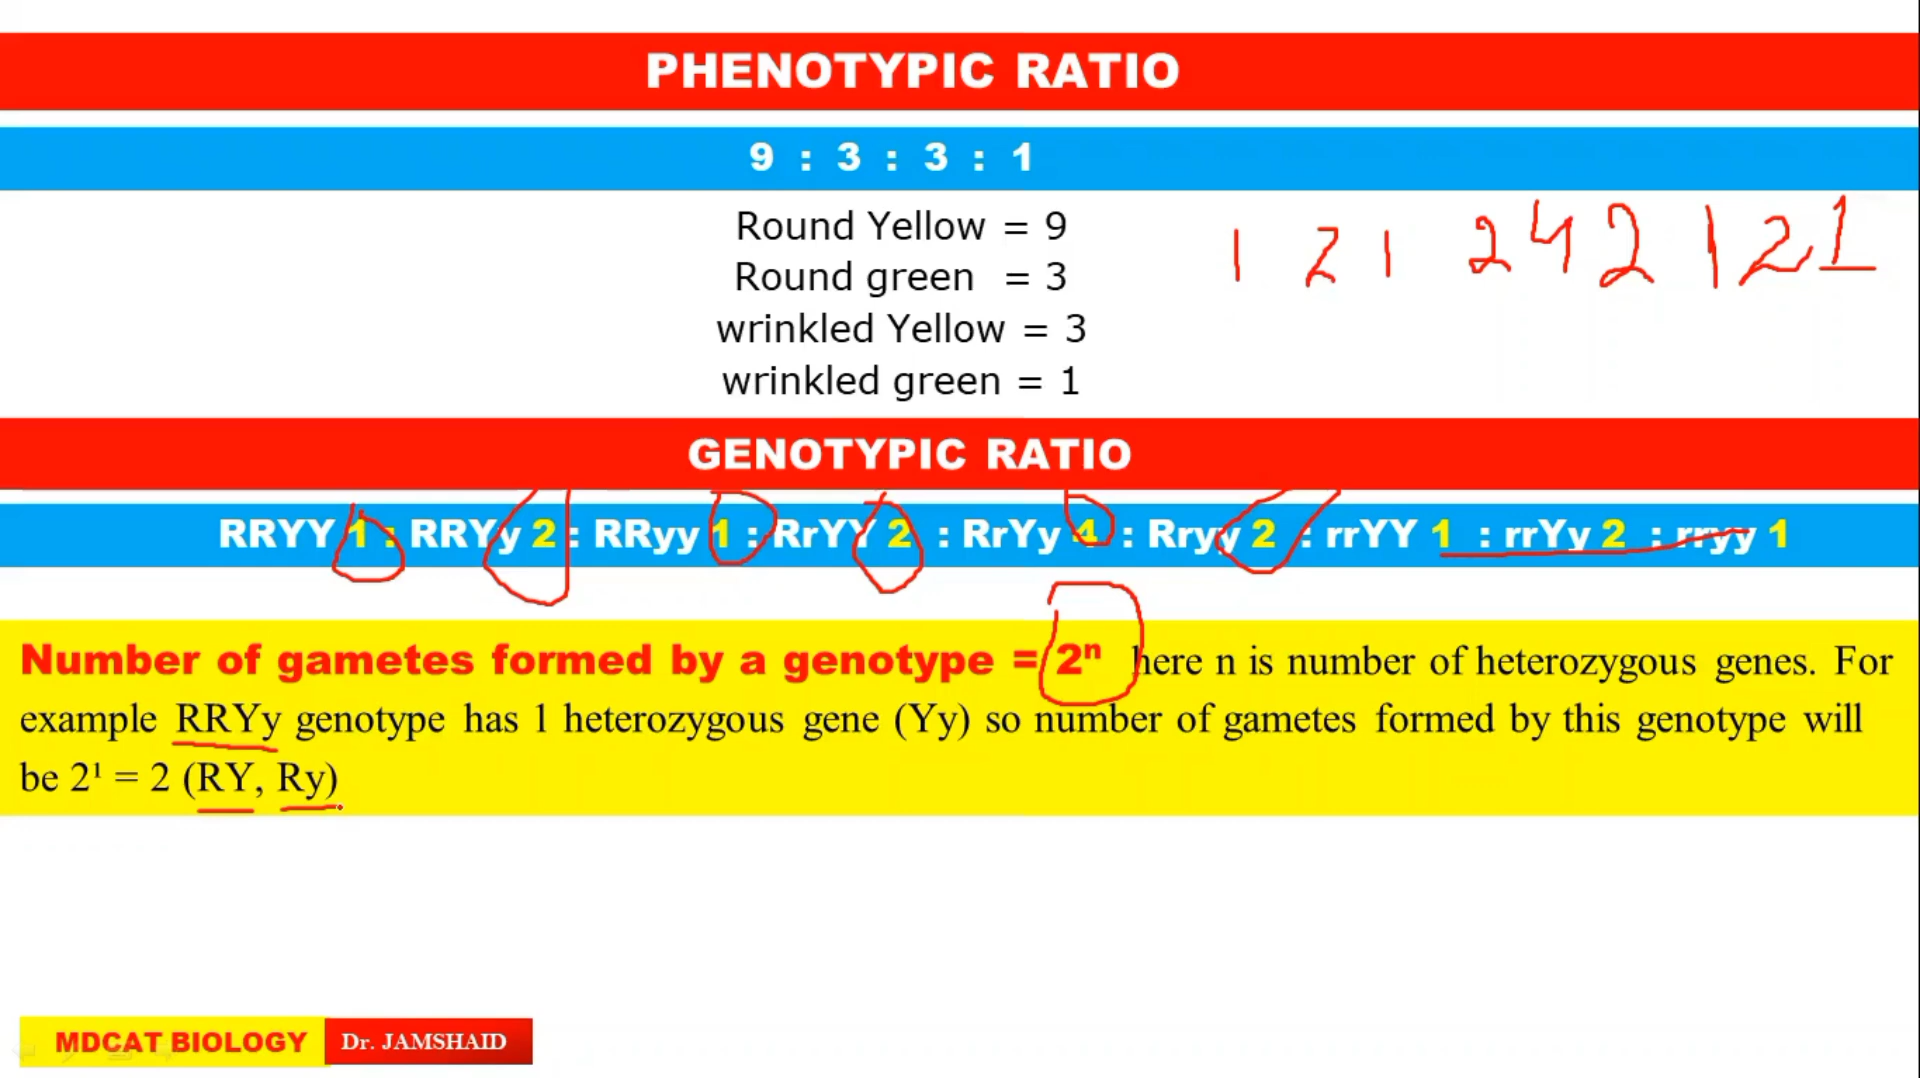 PHENOTYPIC RATIO
9 : 3 : 3 : 1
Round Yellow = 9
Round green = 3
wrinkled Yellow = 3
wrinkled green = 1
1 2 1 2 4 2 1 2 1
GENOTYPIC RATIO
RRYY 1 : RRYy 2 : RRyy 1 : RrYY 2 : RrYy 4 : Rryy 2 : rrYY 1 : rrYy 2 : rryy 1
Number of gametes formed by a genotype = 2ⁿ here n is number of heterozygous genes. For
example RRYy genotype has 1 heterozygous gene (Yy) so number of gametes formed by this genotype will
be 2¹ = 2 (RY, Ry)
MDCAT BIOLOGY Dr. JAMSHAID